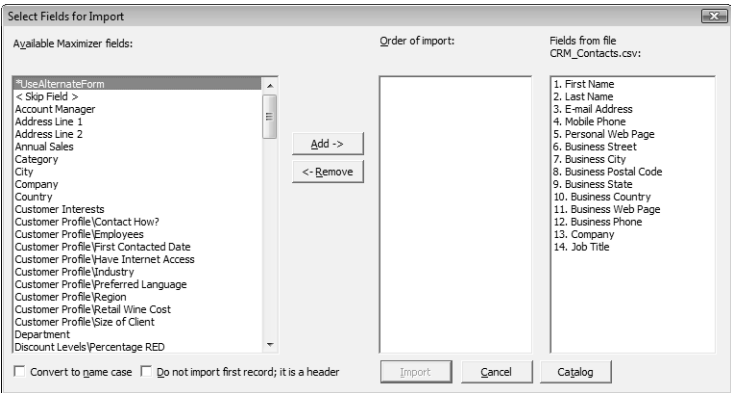 Select Fields for Import
Available Maximizer fields:
Order of import:
Fields from file
CRM_Contacts.csv:
*UseAlternateForm
< Skip Field >
Account Manager
Address Line 1
Address Line 2
Annual Sales
Category
City
Company
Country
Customer Interests
Customer Profile\Contact How?
Customer Profile\Employees
Customer Profile\First Contacted Date
Customer Profile\Have Internet Access
Customer Profile\Industry
Customer Profile\Preferred Language
Customer Profile\Region
Customer Profile\Retail Wine Cost
Customer Profile\Size of Client
Department
Discount Levels\Percentage RED
Add ->
<- Remove
1. First Name
2. Last Name
3. E-mail Address
4. Mobile Phone
5. Personal Web Page
6. Business Street
7. Business City
8. Business Postal Code
9. Business State
10. Business Country
11. Business Web Page
12. Business Phone
13. Company
14. Job Title
Convert to name case
Do not import first record; it is a header
Import
Cancel
Catalog